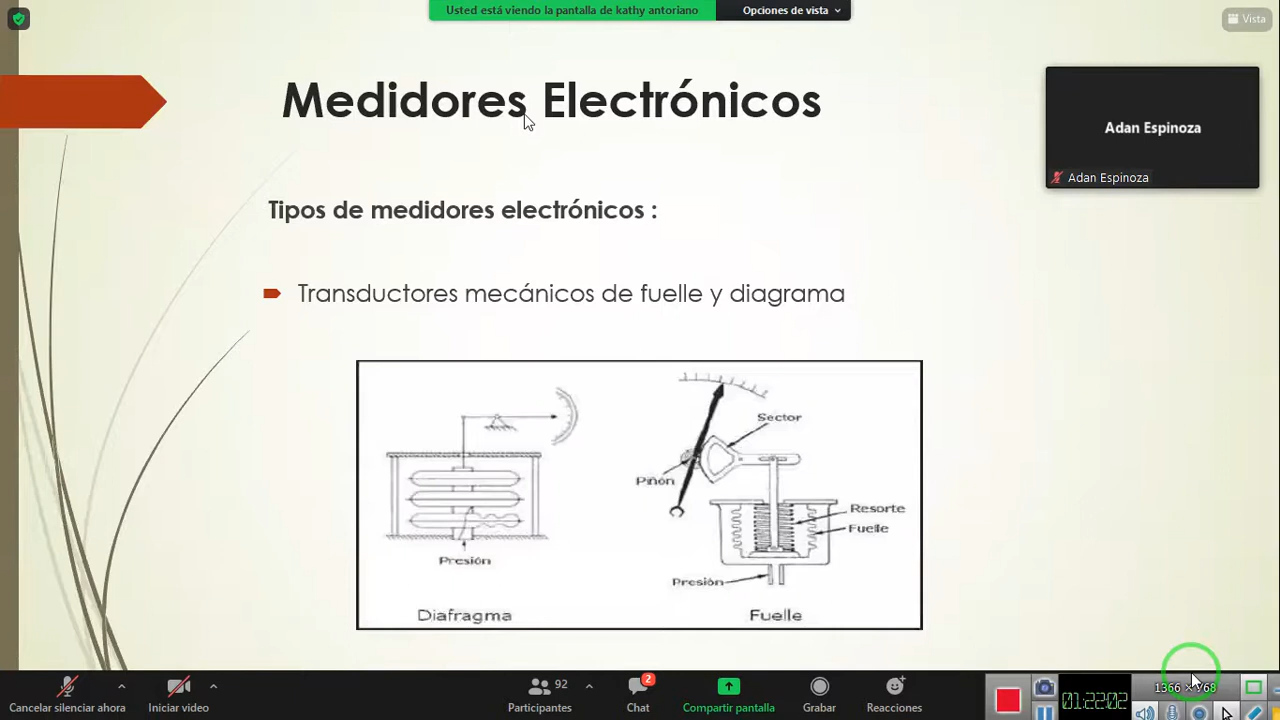 Usted está viendo la pantalla de kathy antoriano
Opciones de vista
Vista
Medidores Electrónicos
Adan Espinoza
Adan Espinoza
Tipos de medidores electrónicos :
Transductores mecánicos de fuelle y diagrama
Sector
Piñón
Resorte
Fuelle
Presión
Presión
Diafragma
Fuelle
Cancelar silenciar ahora
Iniciar video
92
Participantes
2
Chat
Compartir pantalla
Grabar
Reacciones
01:22:02
1366 × 768